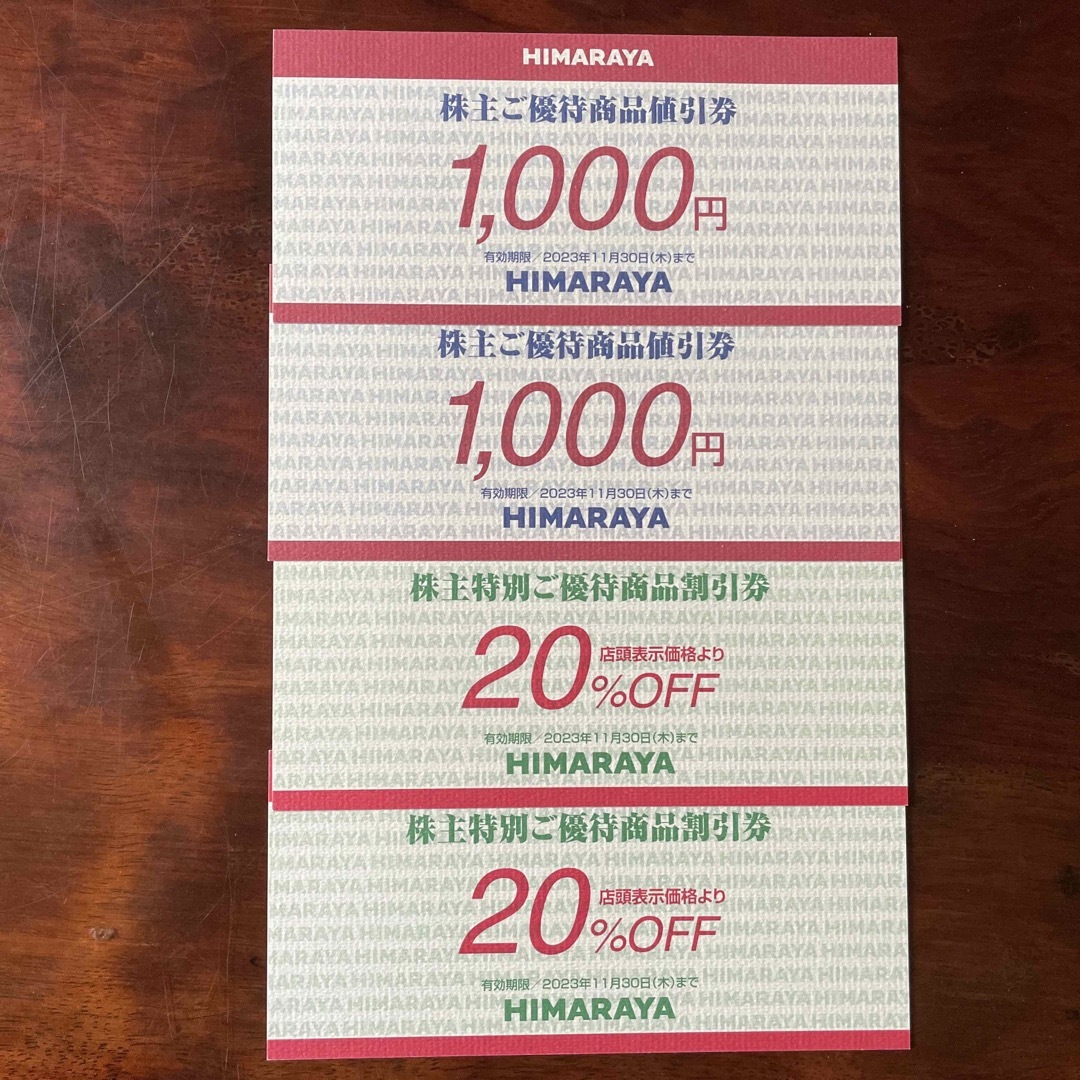 HIMARAYA
株主ご優待商品値引券
1,000円
有効期限／2023年11月30日(木)まで
HIMARAYA
株主ご優待商品値引券
1,000円
有効期限／2023年11月30日(木)まで
HIMARAYA
株主特別ご優待商品割引券
店頭表示価格より
20%OFF
有効期限／2023年11月30日(木)まで
HIMARAYA
株主特別ご優待商品割引券
店頭表示価格より
20%OFF
有効期限／2023年11月30日(木)まで
HIMARAYA